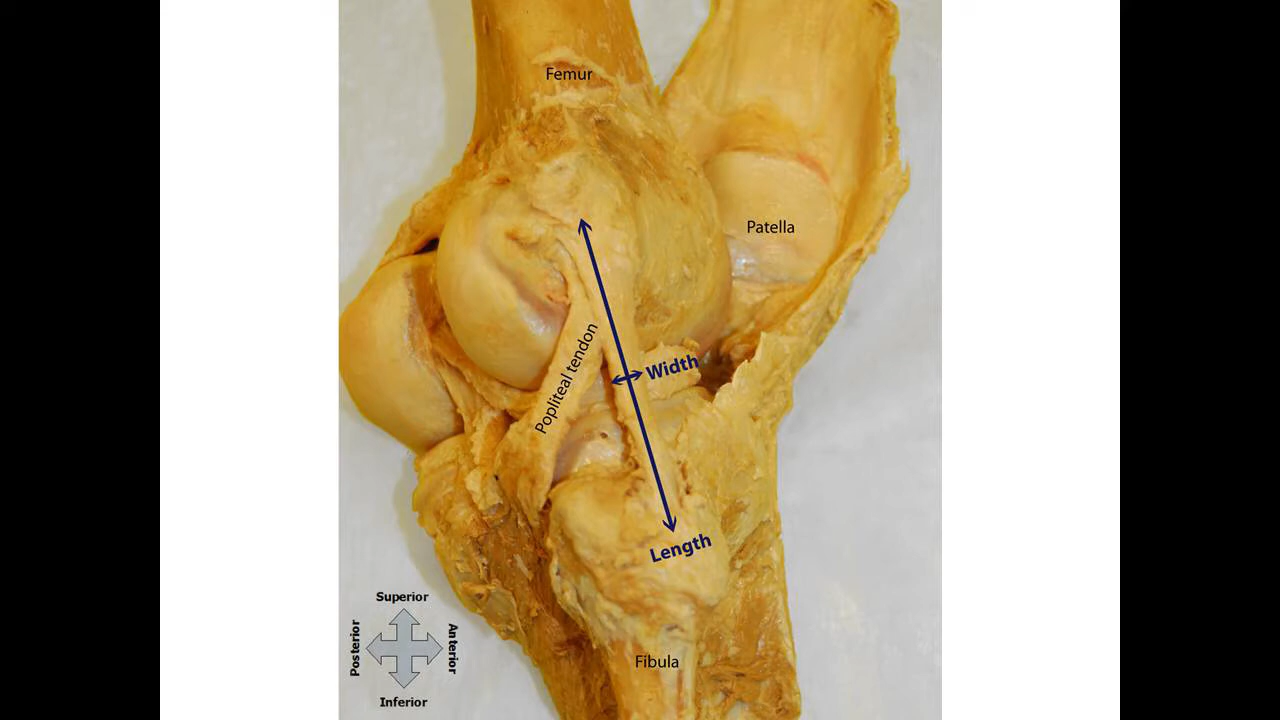 Femur
Patella
Popliteal tendon
Width
Length
Superior
Posterior
Anterior
Inferior
Fibula